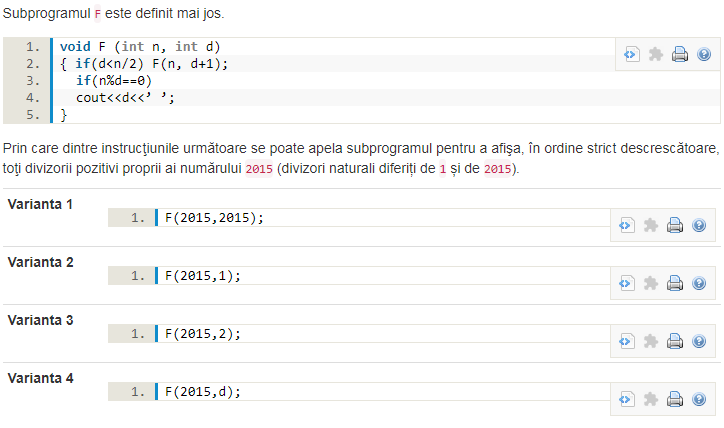 Subprogramul F este definit mai jos.
1. void F (int n, int d)
2. { if(d<n/2) F(n, d+1);
3. if(n%d==0)
4. cout<<d<<’ ’;
5. }
Prin care dintre instrucţiunile următoare se poate apela subprogramul pentru a afişa, în ordine strict descrescătoare,
toţi divizorii pozitivi proprii ai numărului 2015 (divizori naturali diferiți de 1 și de 2015).
Varianta 1
1. F(2015,2015);
Varianta 2
1. F(2015,1);
Varianta 3
1. F(2015,2);
Varianta 4
1. F(2015,d);